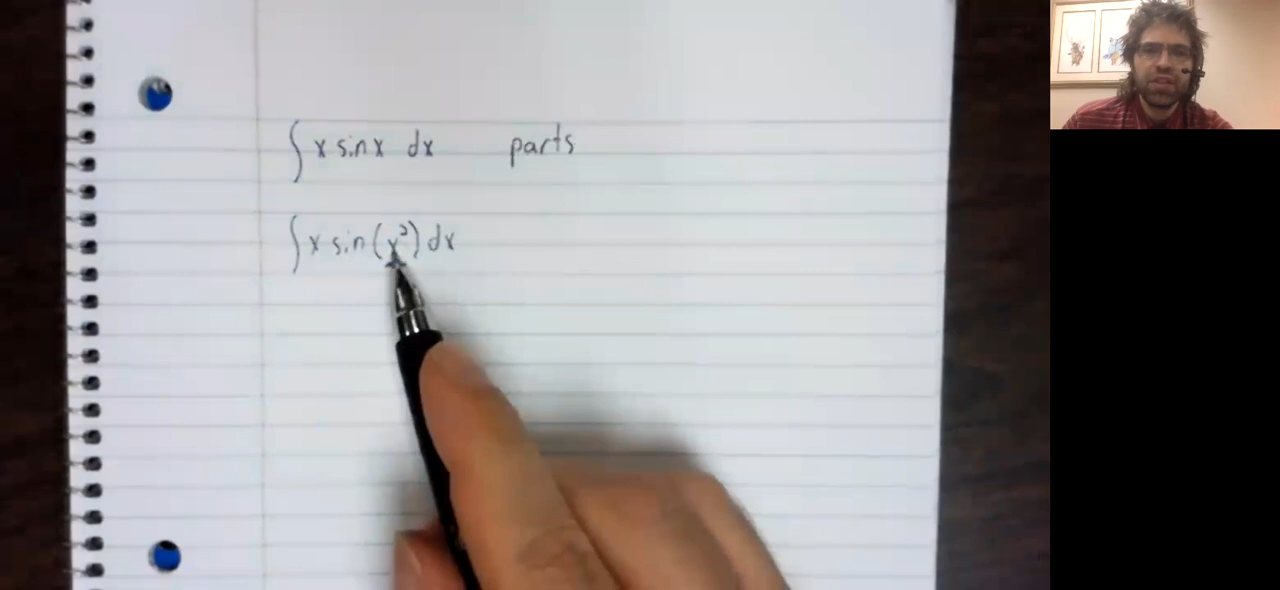 ∫ x sin x dx parts
∫ x sin(x²) dx